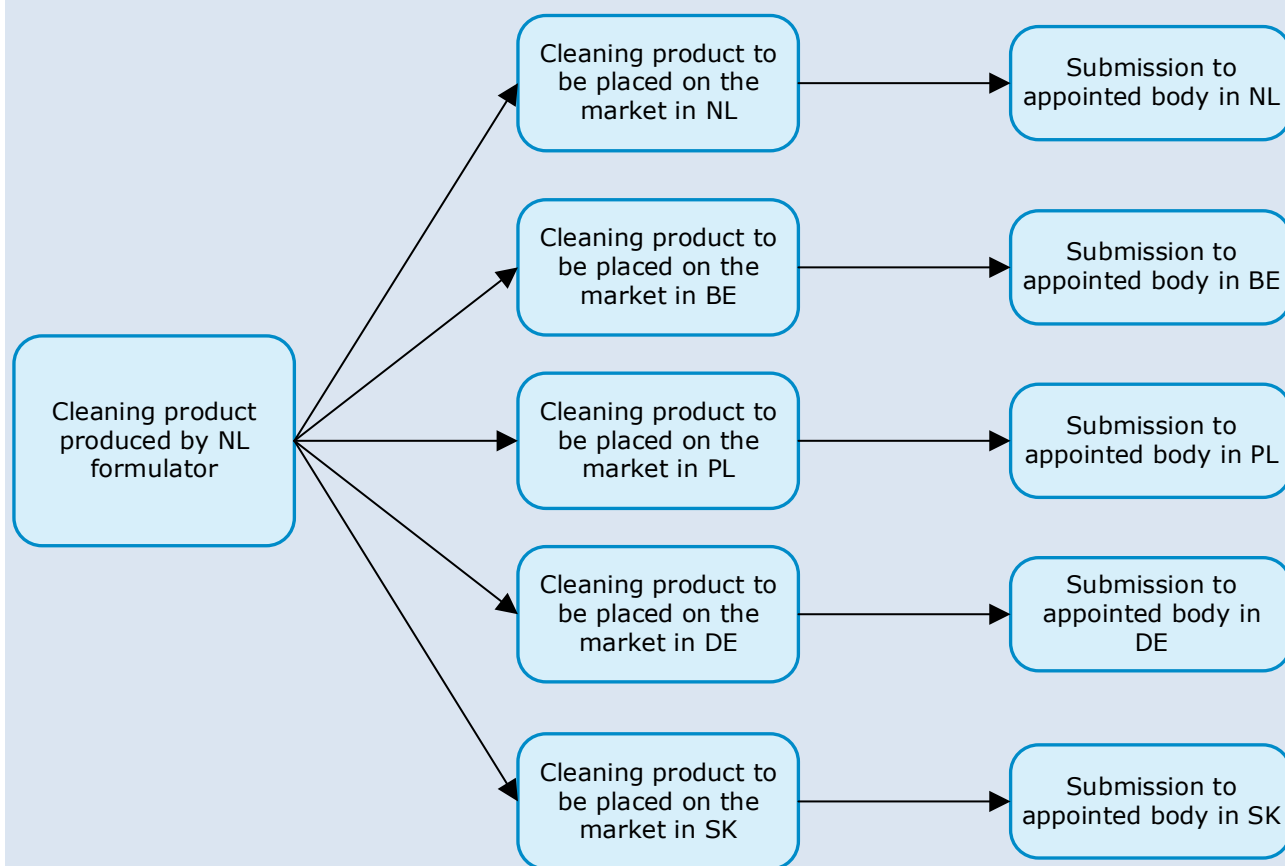 Cleaning product to
be placed on the
market in NL
Submission to
appointed body in NL
Cleaning product to
be placed on the
market in BE
Submission to
appointed body in BE
Cleaning product
produced by NL
formulator
Cleaning product to
be placed on the
market in PL
Submission to
appointed body in PL
Cleaning product to
be placed on the
market in DE
Submission to
appointed body in
DE
Cleaning product to
be placed on the
market in SK
Submission to
appointed body in SK